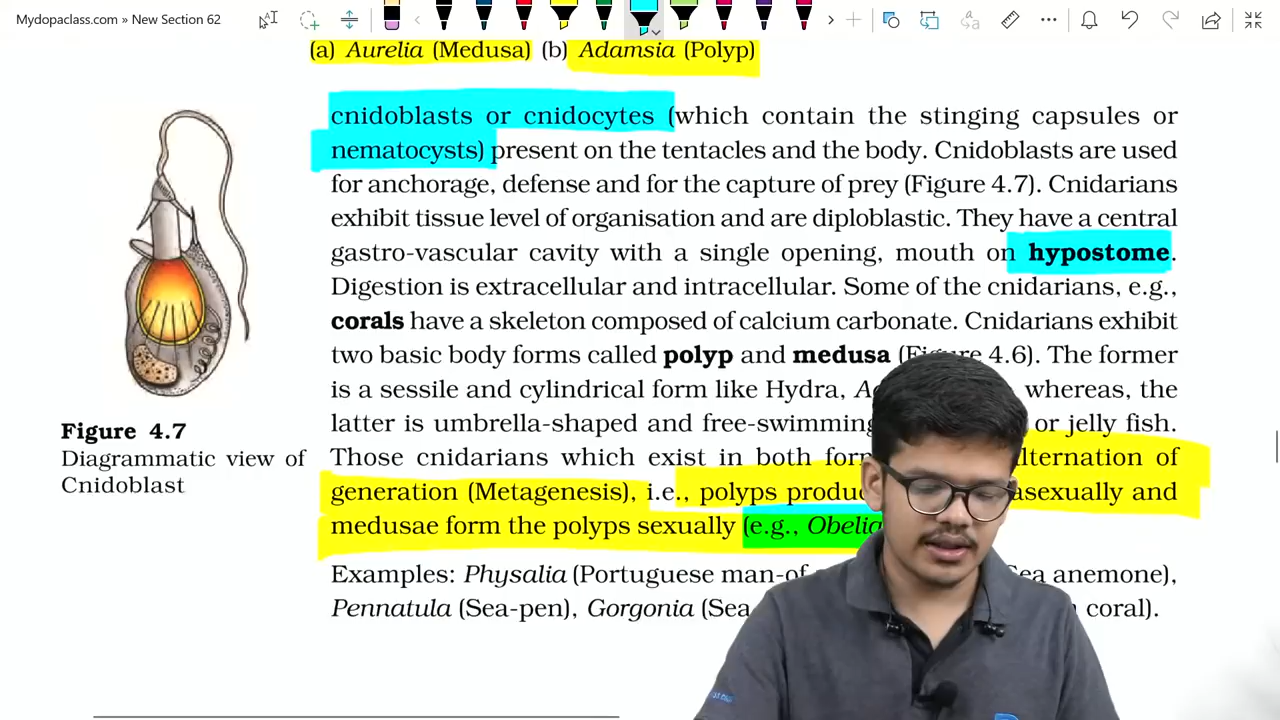 Mydopaclass.com » New Section 62
(a) Aurelia (Medusa) (b) Adamsia (Polyp)
cnidoblasts or cnidocytes (which contain the stinging capsules or
nematocysts) present on the tentacles and the body. Cnidoblasts are used
for anchorage, defense and for the capture of prey (Figure 4.7). Cnidarians
exhibit tissue level of organisation and are diploblastic. They have a central
gastro-vascular cavity with a single opening, mouth on hypostome.
Digestion is extracellular and intracellular. Some of the cnidarians, e.g.,
corals have a skeleton composed of calcium carbonate. Cnidarians exhibit
two basic body forms called polyp and medusa (Figure 4.6). The former
is a sessile and cylindrical form like Hydra, whereas, the
latter is umbrella-shaped and free-swimming or jelly fish.
Those cnidarians which exist in both lternation of
generation (Metagenesis), i.e., polyps asexually and
medusae form the polyps sexually (e.g., Obelia
Examples: Physalia (Portuguese man-of Sea anemone),
Pennatula (Sea-pen), Gorgonia (Sea coral).
Figure 4.7
Diagrammatic view of
Cnidoblast